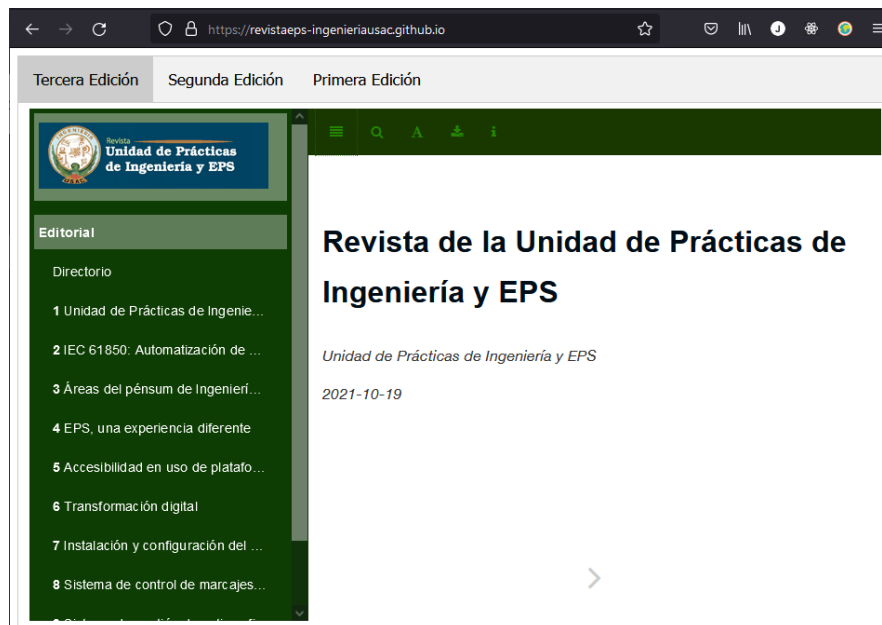 https://revistaeps-ingenieriausac.github.io
Tercera Edición Segunda Edición Primera Edición
Revista
Unidad de Prácticas
de Ingeniería y EPS
Editorial
Directorio
1 Unidad de Prácticas de Ingenie...
2 IEC 61850: Automatización de ...
3 Áreas del pénsum de Ingenierí...
4 EPS, una experiencia diferente
5 Accesibilidad en uso de platafo...
6 Transformación digital
7 Instalación y configuración del ...
8 Sistema de control de marcajes...
Revista de la Unidad de Prácticas de
Ingeniería y EPS
Unidad de Prácticas de Ingeniería y EPS
2021-10-19